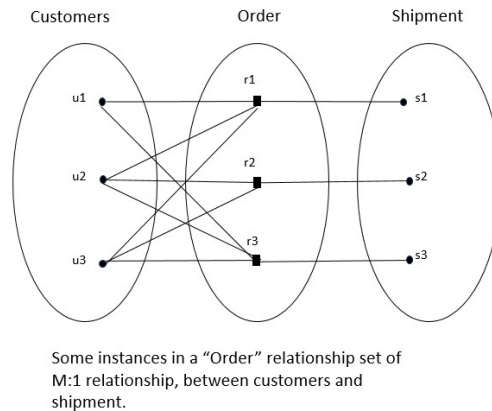 Customers Order Shipment
r1
u1 s1
r2
u2 s2
r3
u3 s3
Some instances in a “Order” relationship set of
M:1 relationship, between customers and
shipment.